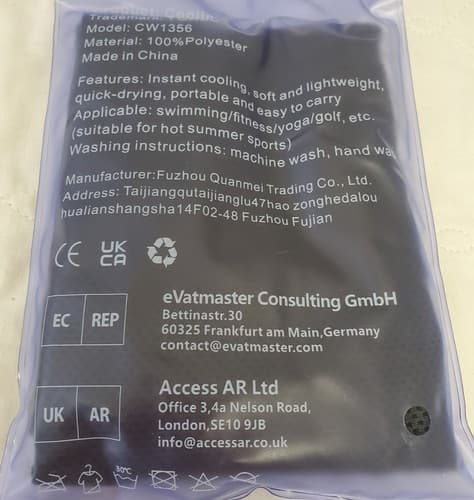 Product: Cooling
Trademark:
Model: CW1356
Material: 100%Polyester
Made in China
Features: Instant cooling, soft and lightweight,
quick-drying, portable and easy to carry
Applicable: swimming/fitness/yoga/golf, etc.
(suitable for hot summer sports)
Washing instructions: machine wash, hand
Manufacturer:Fuzhou Quanmei Trading Co., Ltd.
Address: Taijiangqutaijianglu47hao zonghedalou
hualianshangsha14F02-48 Fuzhou Fujian
CE UK CA
eVatmaster Consulting GmbH
EC REP
Bettinastr.30
60325 Frankfurt am Main,Germany
contact@evatmaster.com
Access AR Ltd
UK AR
Office 3,4a Nelson Road,
London,SE10 9JB
info@accessar.co.uk
30°C